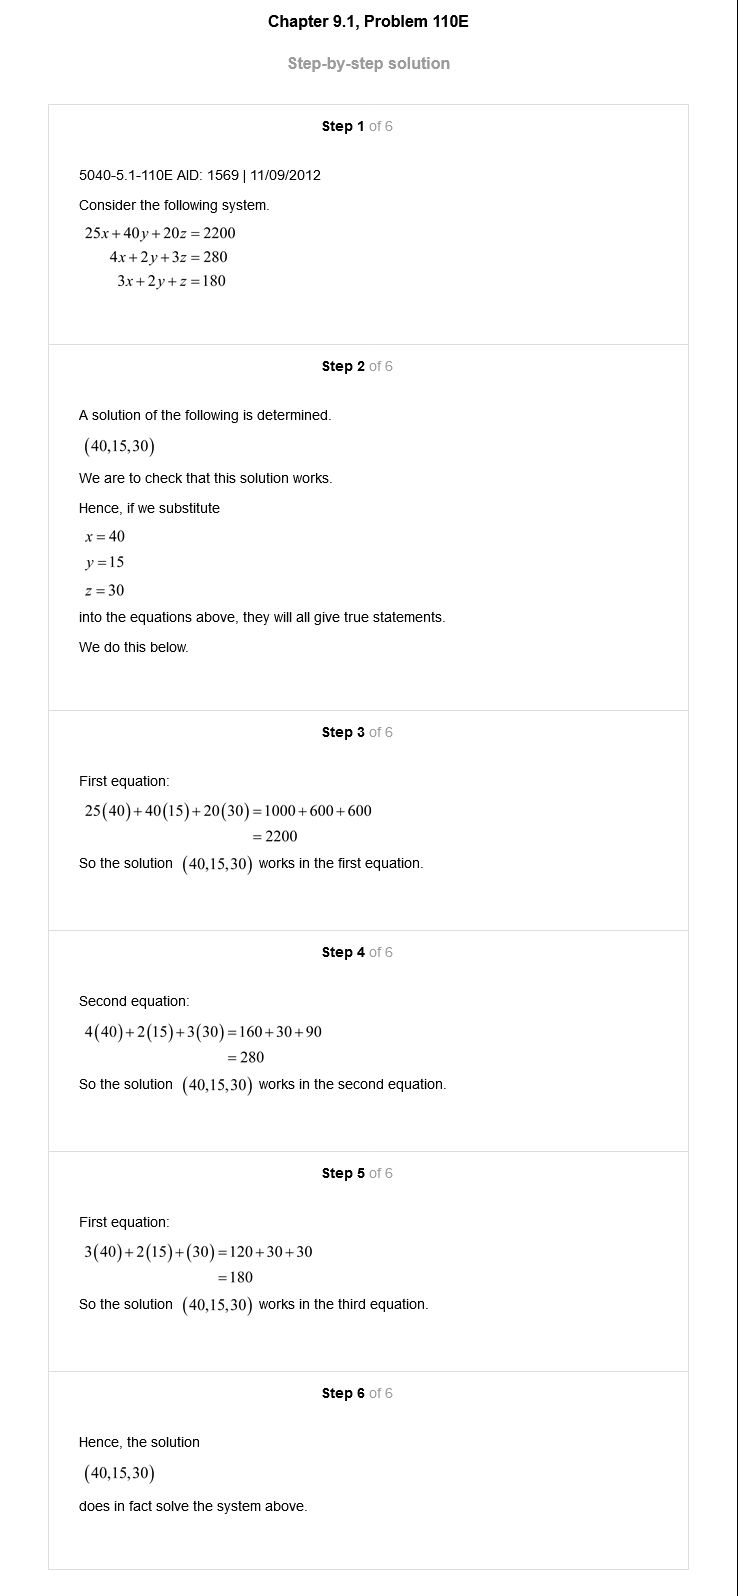 Chapter 9.1, Problem 110E
Step-by-step solution
Step 1 of 6
5040-5.1-110E AID: 1569 | 11/09/2012
Consider the following system.
25x+40y+20z=2200
4x+2y+3z=280
3x+2y+z=180
Step 2 of 6
A solution of the following is determined.
(40,15,30)
We are to check that this solution works.
Hence, if we substitute
x=40
y=15
z=30
into the equations above, they will all give true statements.
We do this below.
Step 3 of 6
First equation:
25(40)+40(15)+20(30)=1000+600+600
=2200
So the solution (40,15,30) works in the first equation.
Step 4 of 6
Second equation:
4(40)+2(15)+3(30)=160+30+90
=280
So the solution (40,15,30) works in the second equation.
Step 5 of 6
First equation:
3(40)+2(15)+(30)=120+30+30
=180
So the solution (40,15,30) works in the third equation.
Step 6 of 6
Hence, the solution
(40,15,30)
does in fact solve the system above.